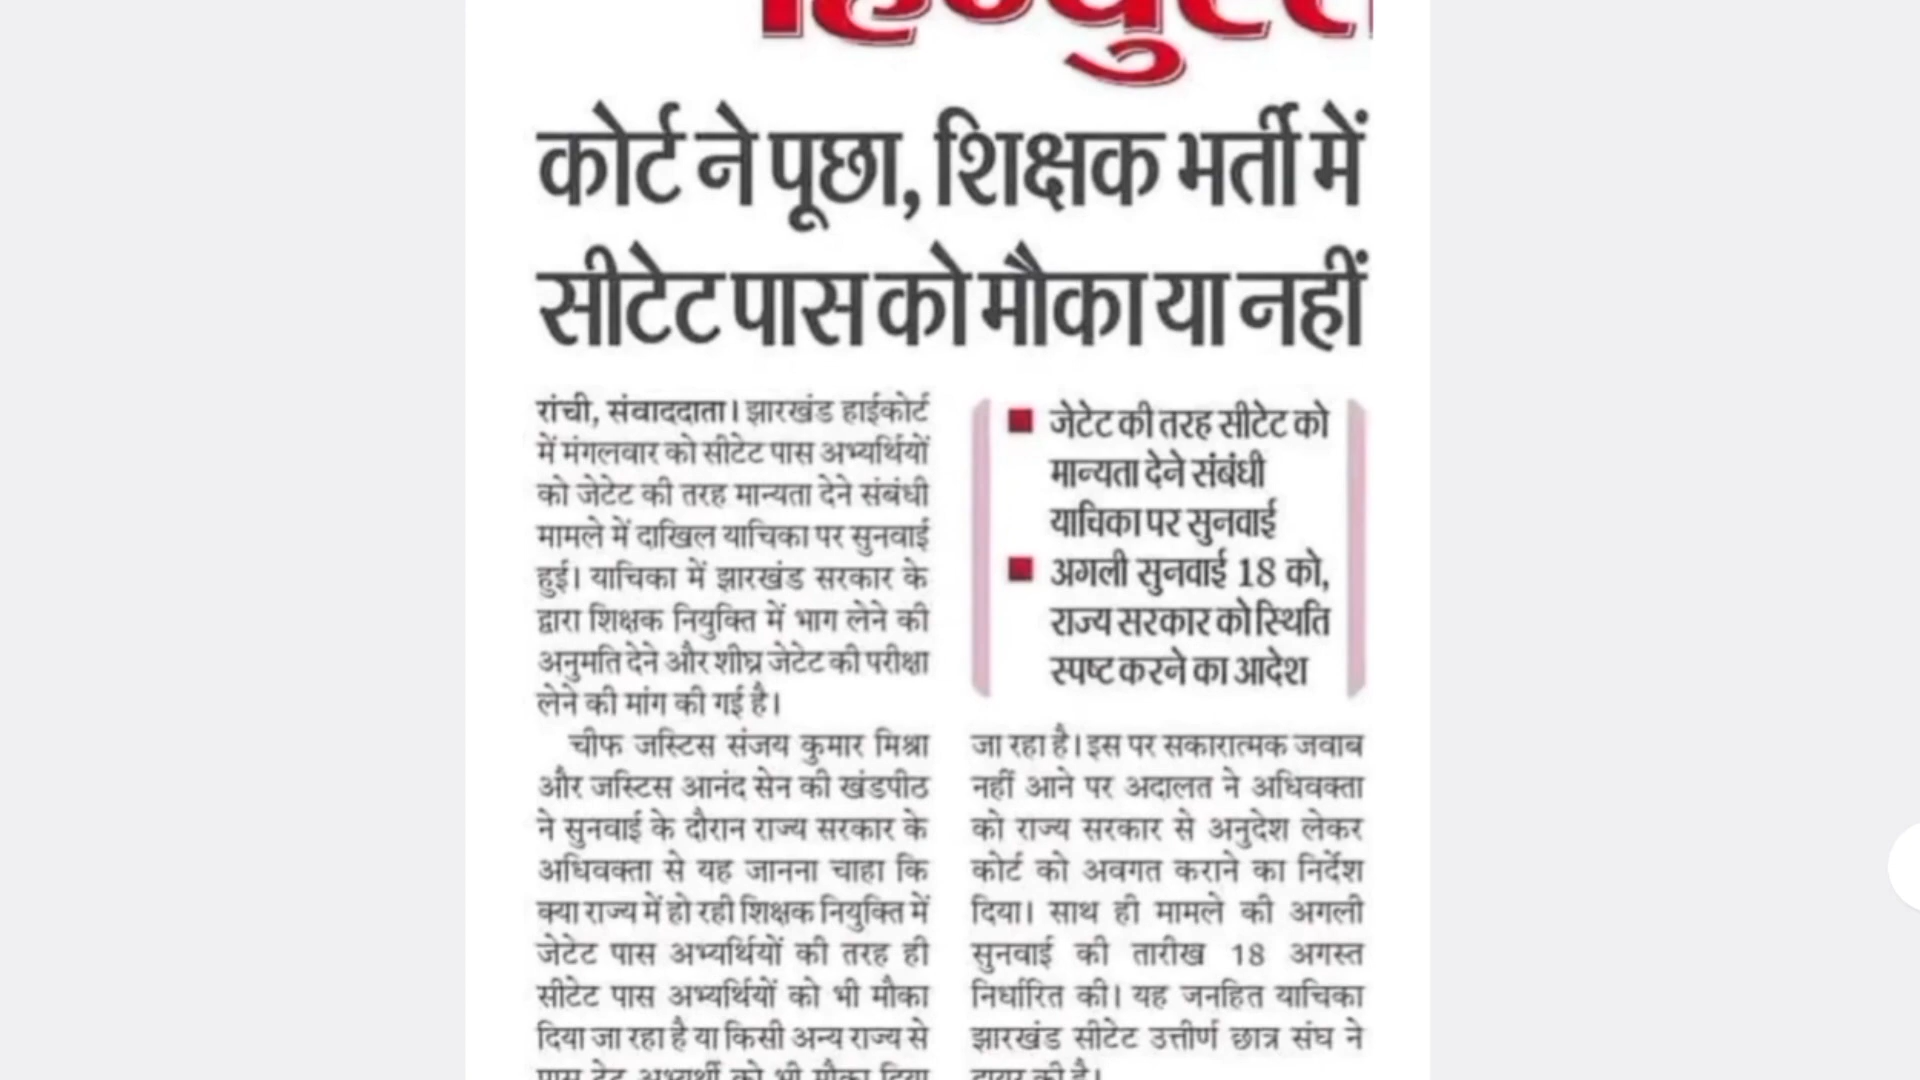 कोर्ट ने पूछा, शिक्षक भर्ती में
सीटेट पास को मौका या नहीं
रांची, संवाददाता। झारखंड हाईकोर्ट
में मंगलवार को सीटेट पास अभ्यर्थियों
को जेटेट की तरह मान्यता देने संबंधी
मामले में दाखिल याचिका पर सुनवाई
हुई। याचिका में झारखंड सरकार के
द्वारा शिक्षक नियुक्ति में भाग लेने की
अनुमति देने और शीघ्र जेटेट की परीक्षा
लेने की मांग की गई है।
चीफ जस्टिस संजय कुमार मिश्रा
और जस्टिस आनंद सेन की खंडपीठ
ने सुनवाई के दौरान राज्य सरकार के
अधिवक्ता से यह जानना चाहा कि
क्या राज्य में हो रही शिक्षक नियुक्ति में
जेटेट पास अभ्यर्थियों की तरह ही
सीटेट पास अभ्यर्थियों को भी मौका
दिया जा रहा है या किसी अन्य राज्य से
पास टेट अभ्यर्थी को भी मौका दिया
■ जेटेट की तरह सीटेट को
मान्यता देने संबंधी
याचिका पर सुनवाई
■ अगली सुनवाई 18 को,
राज्य सरकार को स्थिति
स्पष्ट करने का आदेश
जा रहा है। इस पर सकारात्मक जवाब
नहीं आने पर अदालत ने अधिवक्ता
को राज्य सरकार से अनुदेश लेकर
कोर्ट को अवगत कराने का निर्देश
दिया। साथ ही मामले की अगली
सुनवाई की तारीख 18 अगस्त
निर्धारित की। यह जनहित याचिका
झारखंड सीटेट उत्तीर्ण छात्र संघ ने
दायर की है।